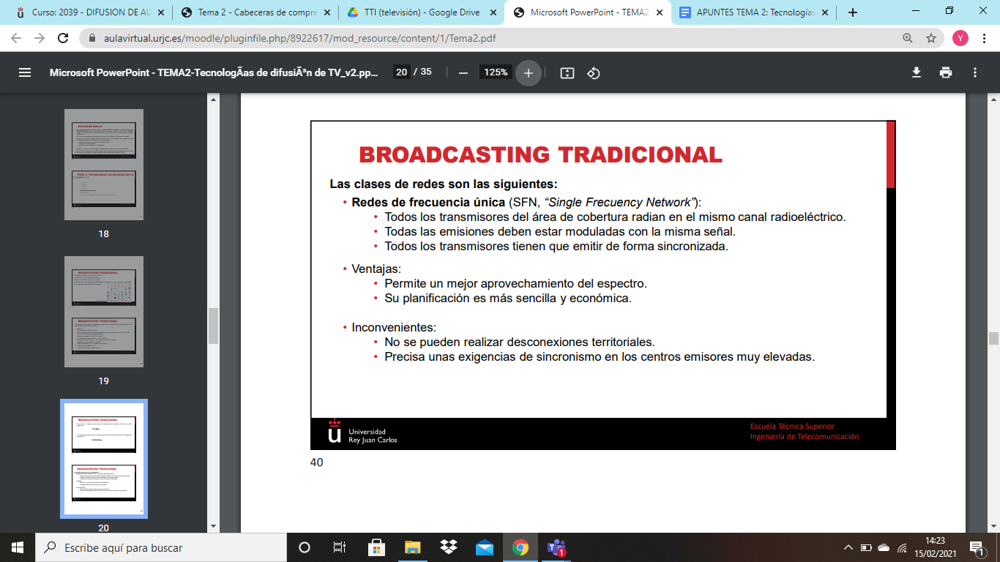 Curso: 2039 - DIFUSION DE AU
Tema 2 - Cabeceras de compre
TTI (televisión) - Google Drive
Microsoft PowerPoint - TEMA2
APUNTES TEMA 2: Tecnologías
aulavirtual.urjc.es/moodle/pluginfile.php/8922617/mod_resource/content/1/Tema2.pdf
Y
Microsoft PowerPoint - TEMA2-TecnologÃas de difusiÃ³n de TV_v2.pp...
20 / 35
125%
18
19
20
BROADCASTING TRADICIONAL
Las clases de redes son las siguientes:
• Redes de frecuencia única (SFN, “Single Frecuency Network”):
• Todos los transmisores del área de cobertura radian en el mismo canal radioeléctrico.
• Todas las emisiones deben estar moduladas con la misma señal.
• Todos los transmisores tienen que emitir de forma sincronizada.
• Ventajas:
• Permite un mejor aprovechamiento del espectro.
• Su planificación es más sencilla y económica.
• Inconvenientes:
• No se pueden realizar desconexiones territoriales.
• Precisa unas exigencias de sincronismo en los centros emisores muy elevadas.
Universidad
Rey Juan Carlos
Escuela Técnica Superior
Ingeniería de Telecomunicación
40
Escribe aquí para buscar
1
14:23
15/02/2021
1